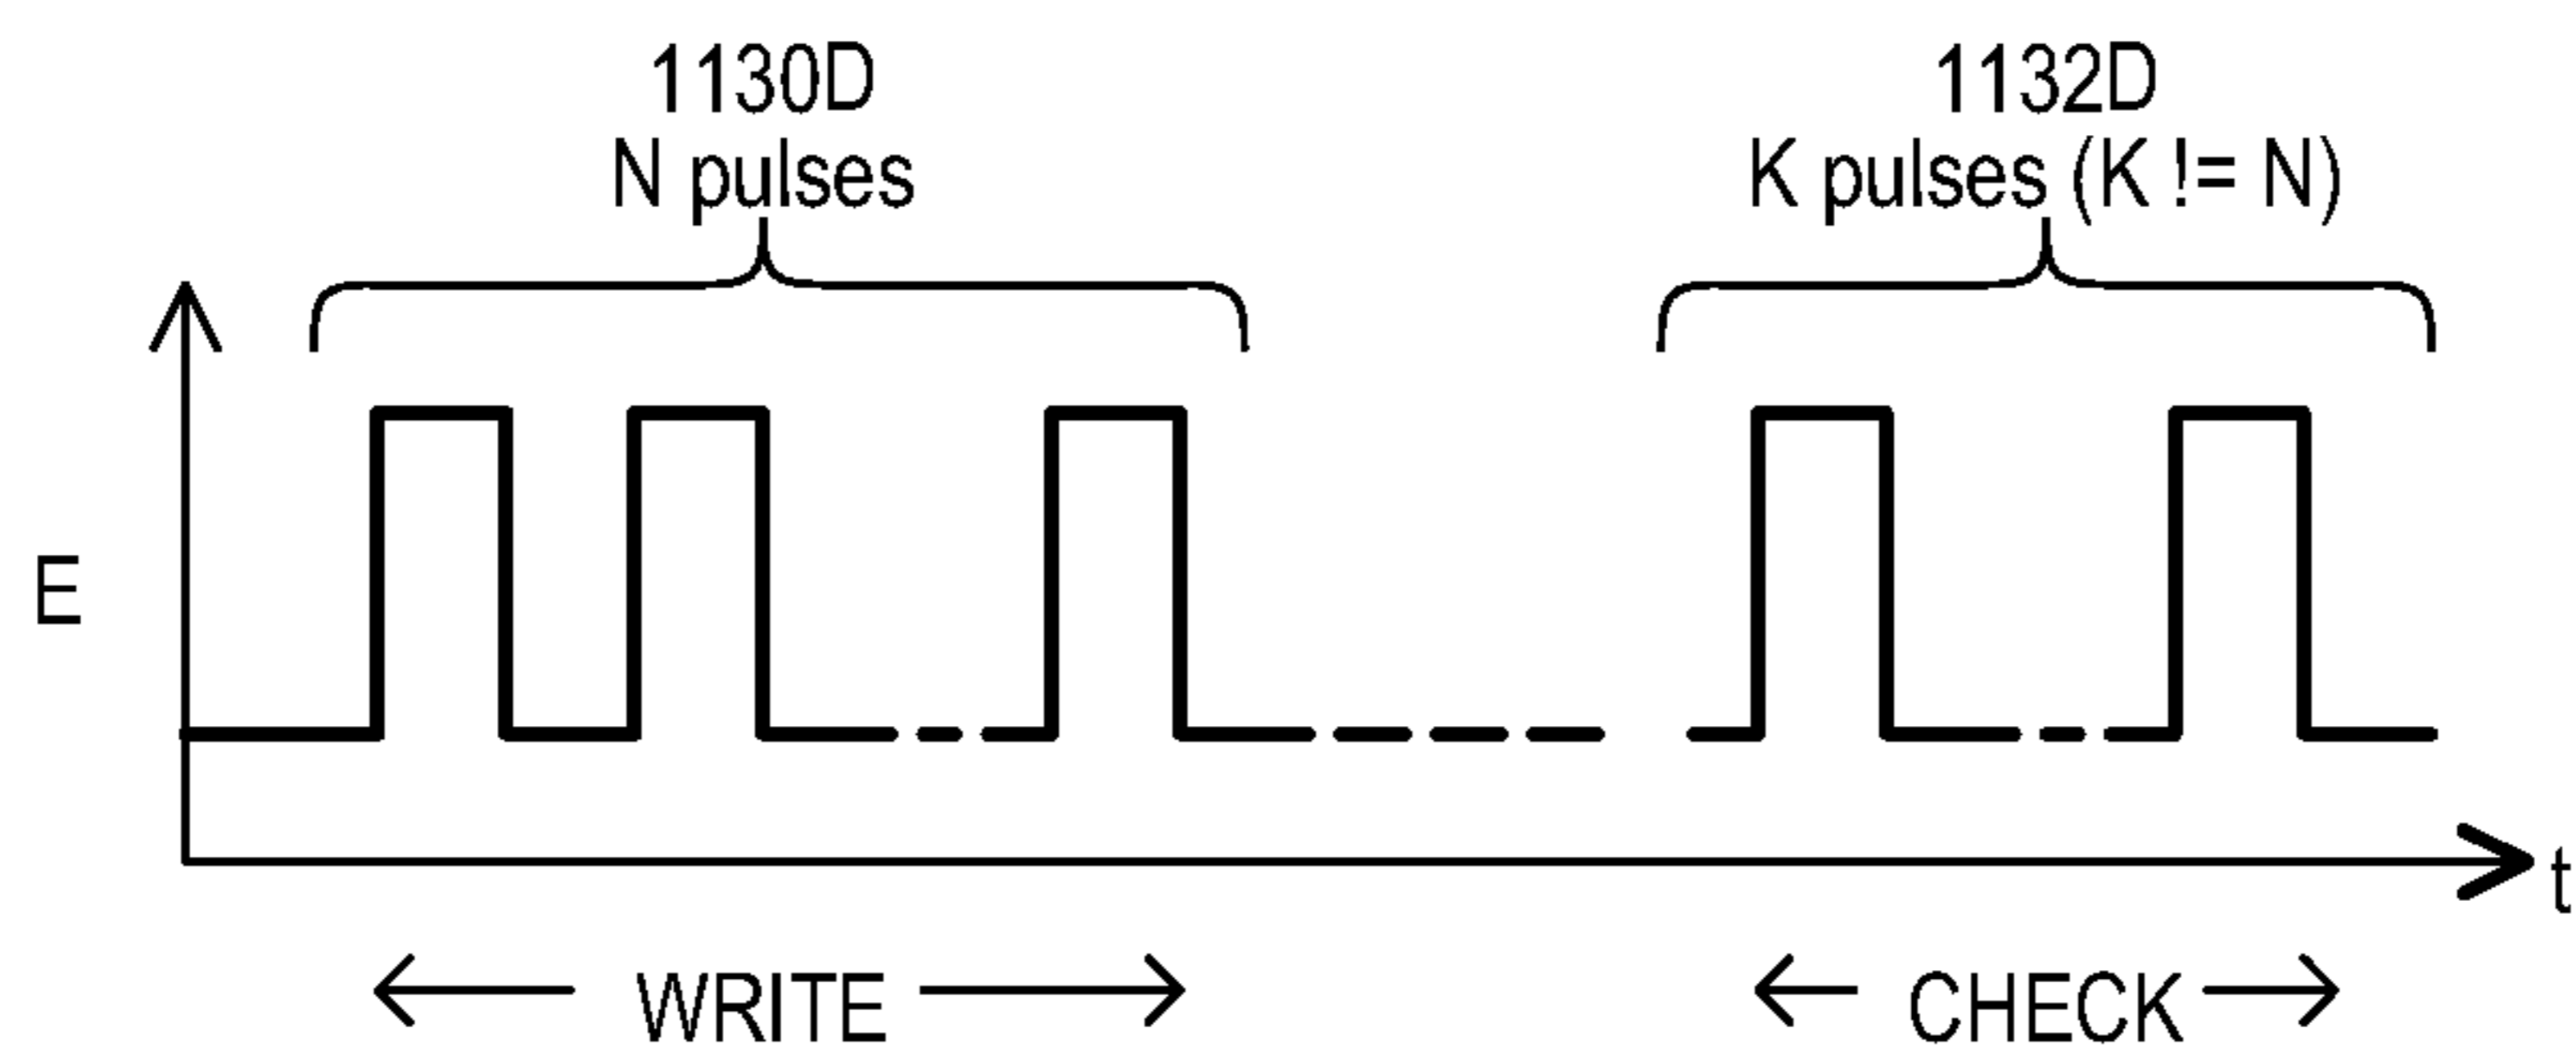 1130D
N pulses
1132D
K pulses (K != N)
E
t
WRITE
CHECK